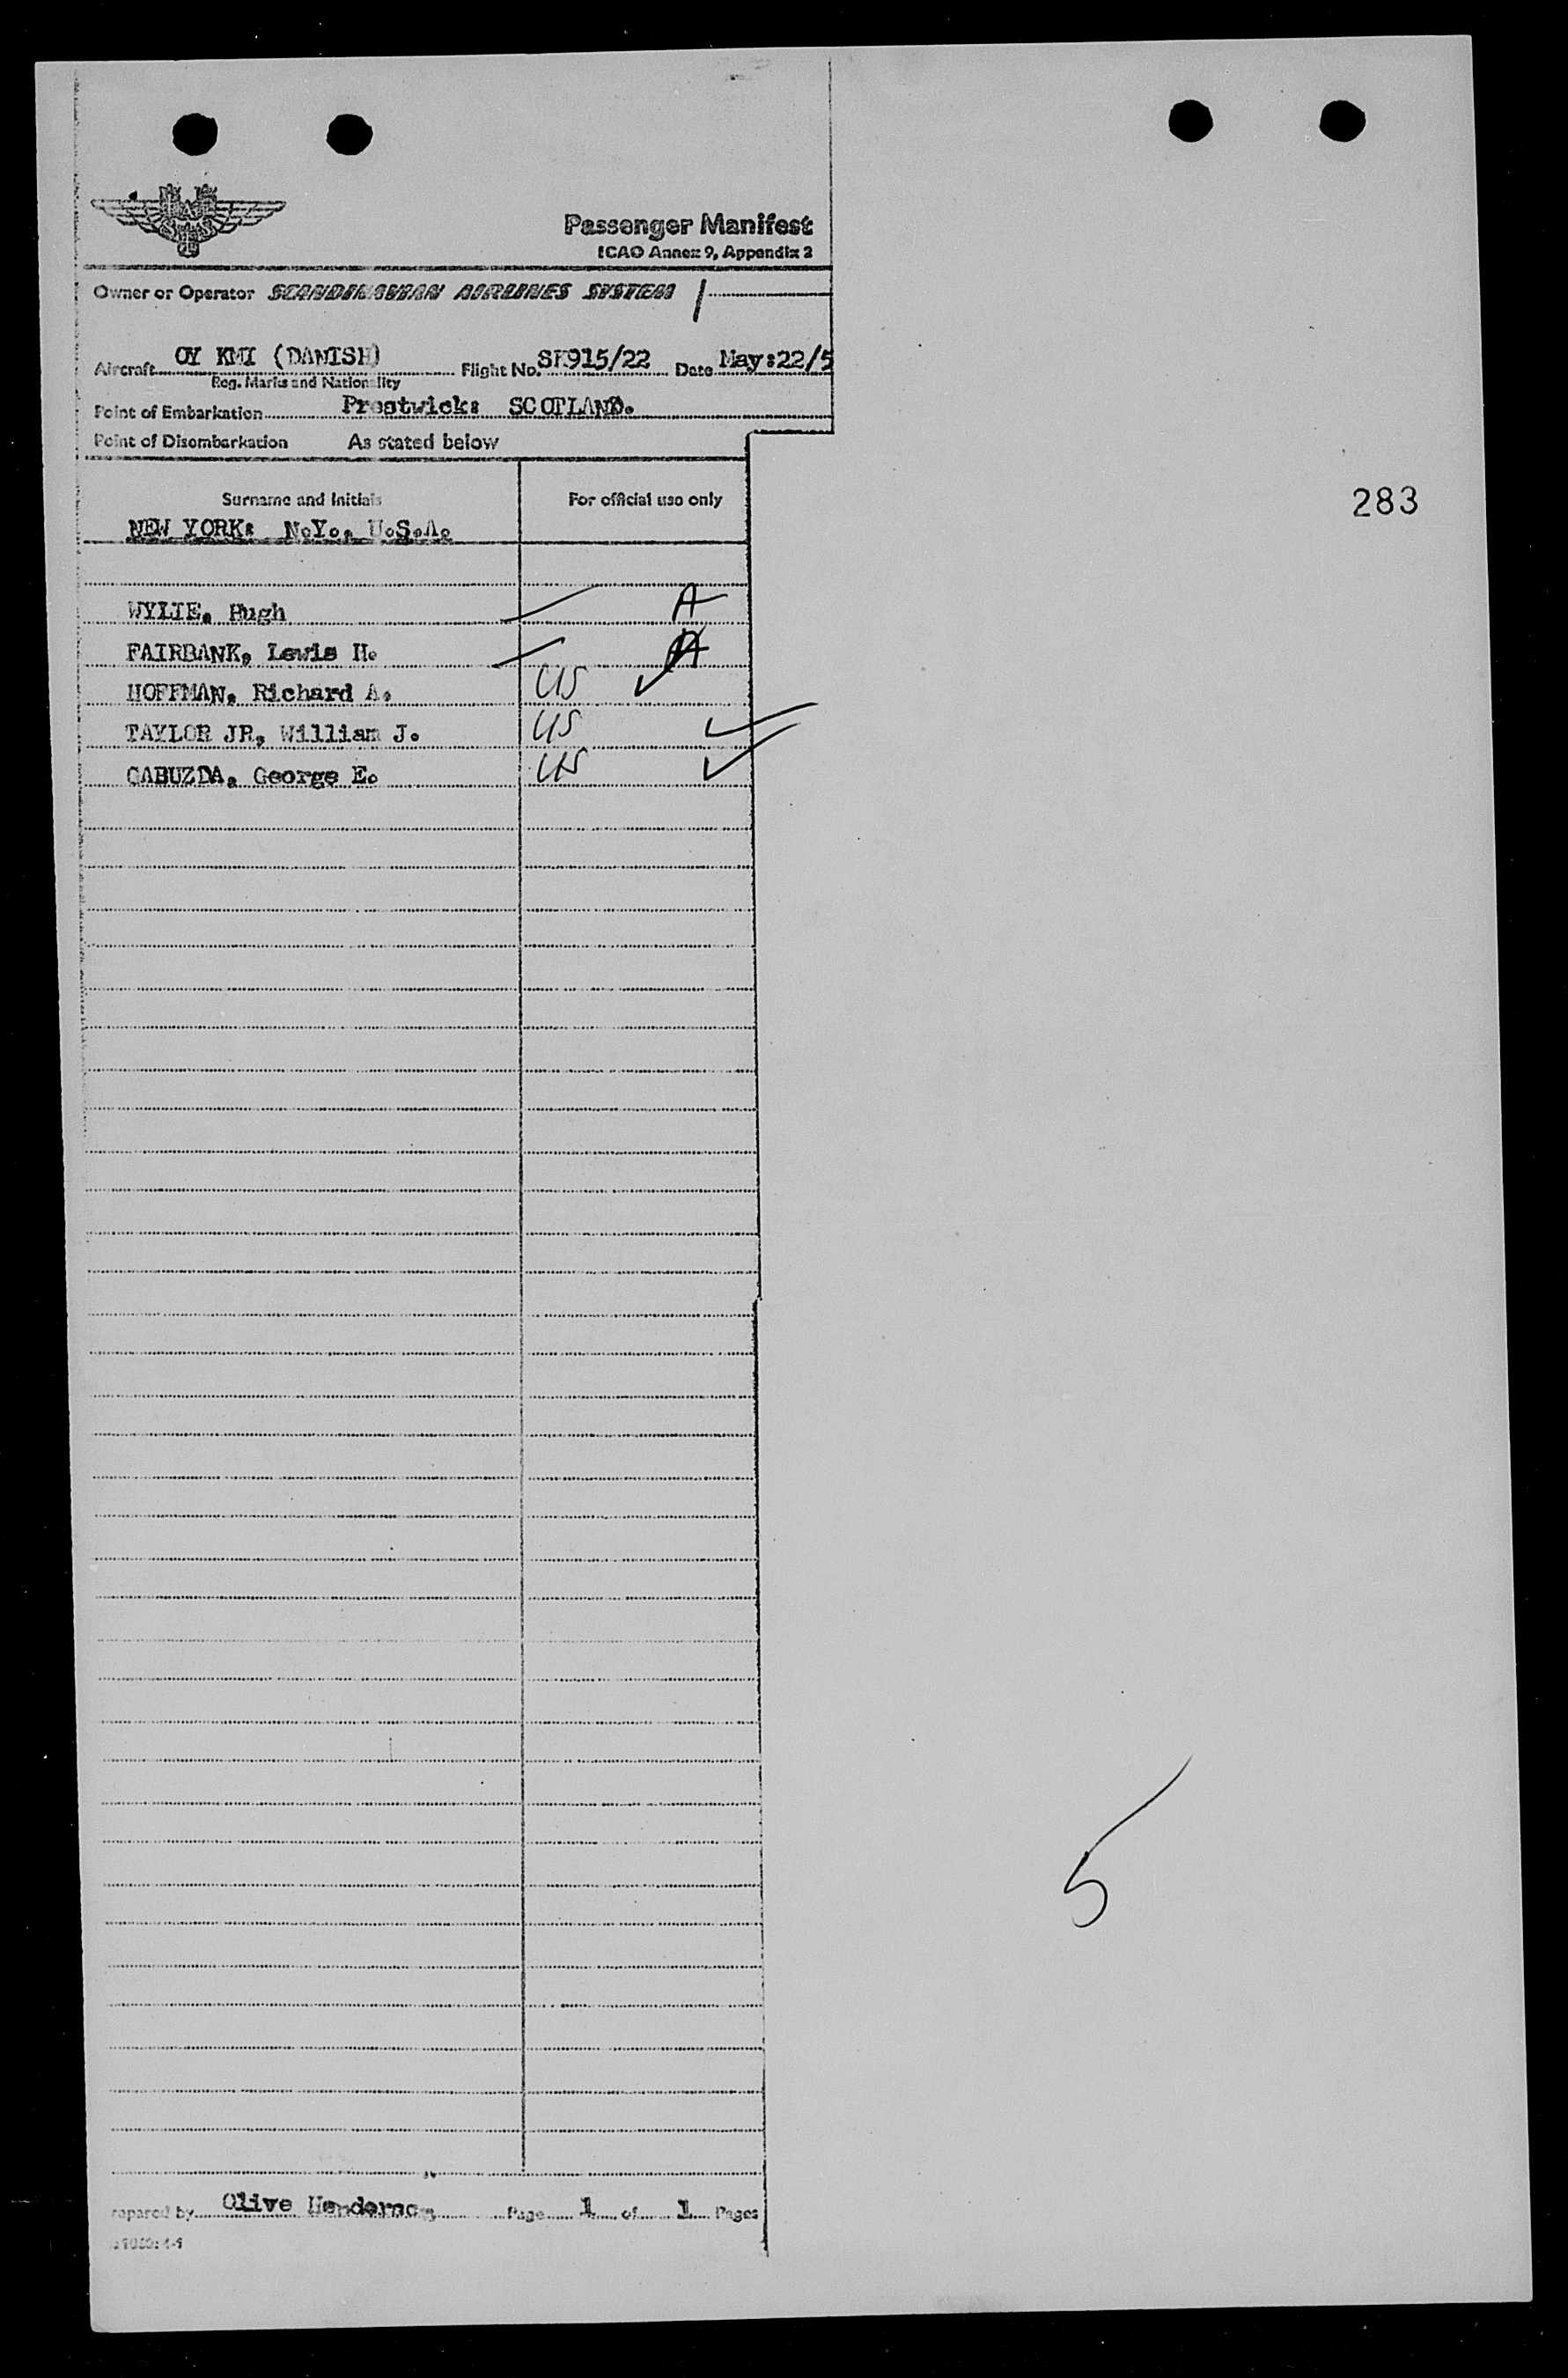 SAS
Passenger Manifest
ICAO Annex 9, Appendix 2
Owner or Operator SCANDINAVIAN AIRLINES SYSTEM
Aircraft OY KMI (DANISH) Flight No. SK915/22 Date May:22/5
Reg. Marks and Nationality
Point of Embarkation Prestwick: SCOTLAND.
Point of Disembarkation As stated below
Surname and Initials For official use only
NEW YORK: N.Y., U.S.A.
283
WYLIE, Hugh A
FAIRBANK, Lewis H. A
HOFFMAN, Richard A. US
TAYLOR JR, William J. US
CABUZDA, George E. US
5
repared by Olive Henderson Page 1 of 1 Pages